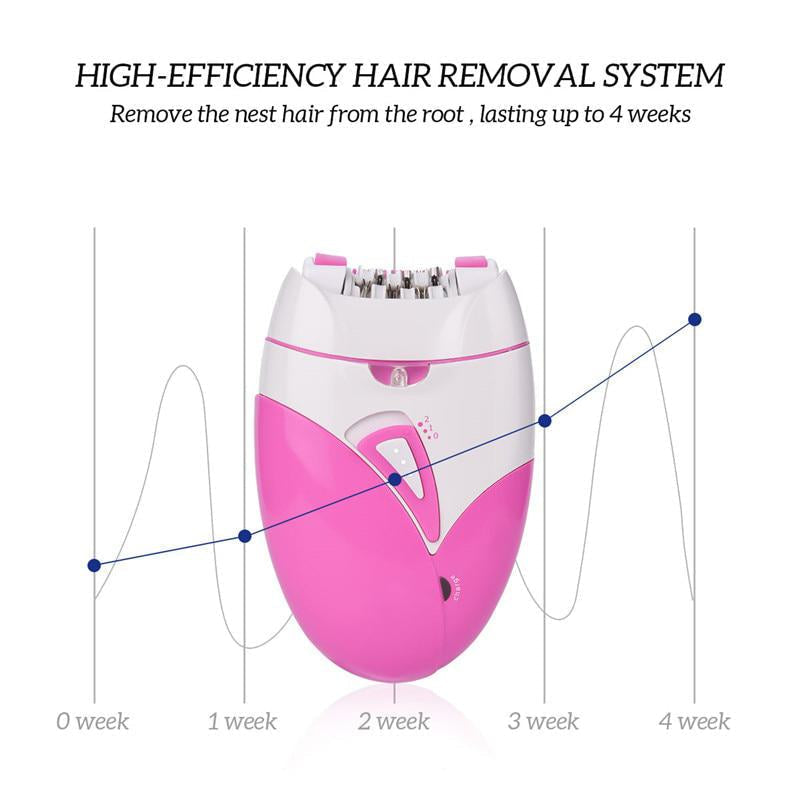 HIGH-EFFICIENCY HAIR REMOVAL SYSTEM
Remove the nest hair from the root , lasting up to 4 weeks
2
1
0
0 week
1 week
2 week
3 week
4 week